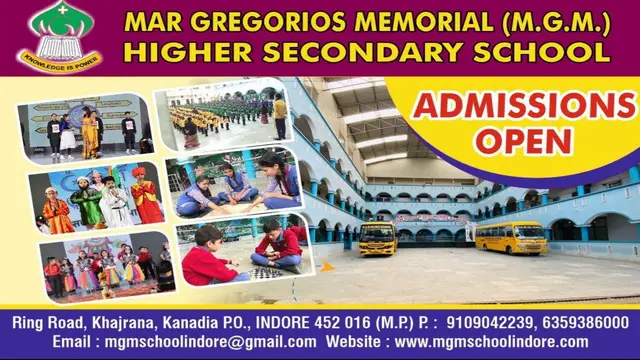 MAR GREGORIOS MEMORIAL (M.G.M.)
HIGHER SECONDARY SCHOOL
KNOWLEDGE IS POWER
ADMISSIONS
OPEN
Ring Road, Khajrana, Kanadia P.O., INDORE 452 016 (M.P.) P. : 9109042239, 6359386000
Email : mgmschoolindore@gmail.com Website : www.mgmschoolindore.com